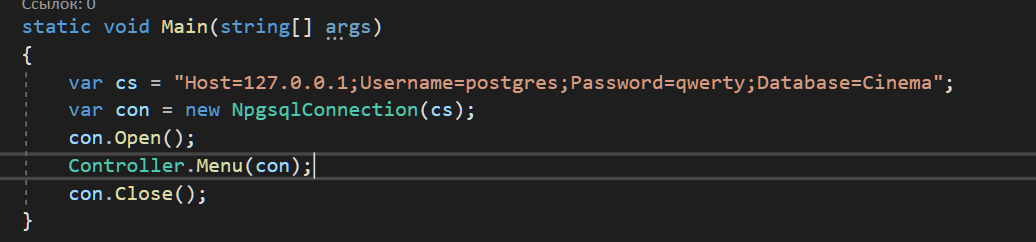 Ссылок: 0
static void Main(string[] args)
{
var cs = "Host=127.0.0.1;Username=postgres;Password=qwerty;Database=Cinema";
var con = new NpgsqlConnection(cs);
con.Open();
Controller.Menu(con);
con.Close();
}